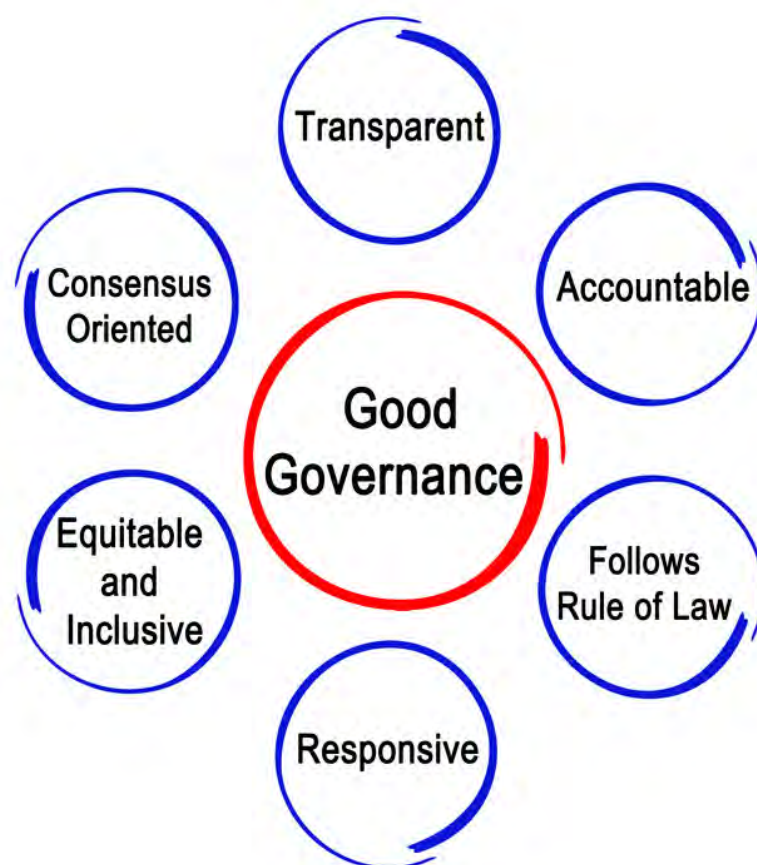 Transparent
Accountable
Consensus
Oriented
Good
Governance
Equitable
and
Inclusive
Follows
Rule of Law
Responsive